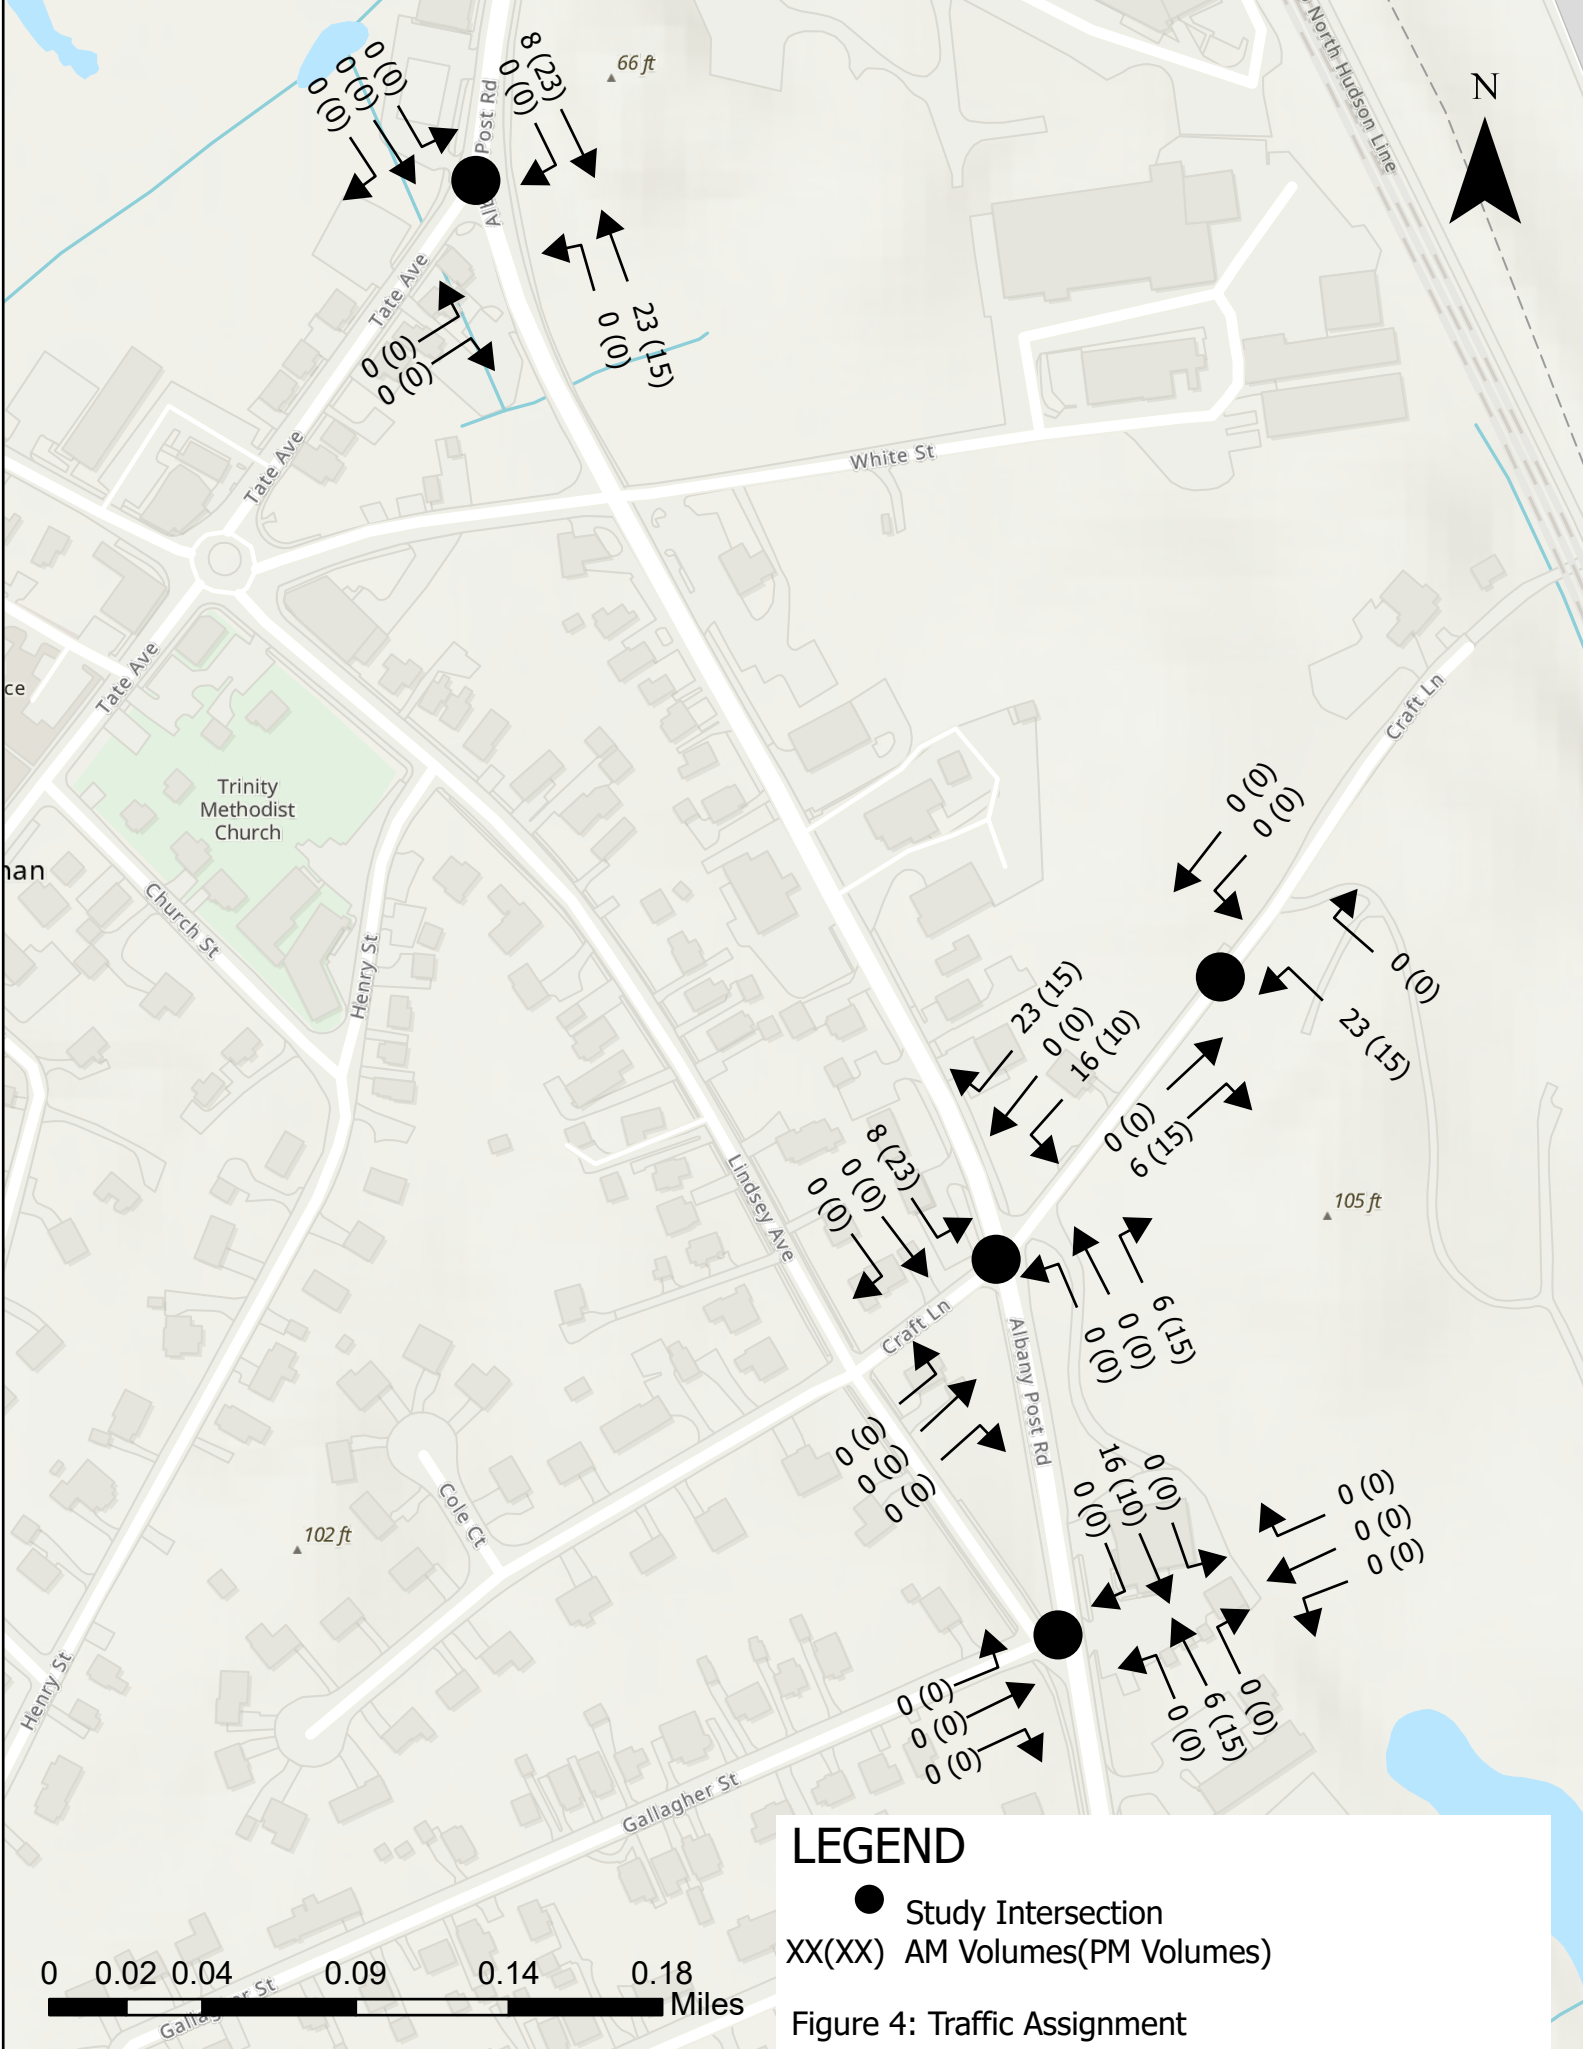 North Hudson Line
66 ft
N
0 (0)
0 (0)
0 (0)
8 (23)
0 (0)
Post Rd
Alb
Tate Ave
0 (0)
0 (0)
0 (0)
23 (15)
White St
Tate Ave
Tate Ave
ce
Trinity
Methodist
Church
nan
Church St
Henry St
Craft Ln
0 (0)
0 (0)
0 (0)
23 (15)
23 (15)
0 (0)
16 (10)
0 (0)
6 (15)
8 (23)
0 (0)
0 (0)
Lindsey Ave
105 ft
6 (15)
0 (0)
0 (0)
Craft Ln
Albany Post Rd
0 (0)
0 (0)
0 (0)
0 (0)
16 (10)
0 (0)
0 (0)
0 (0)
0 (0)
Cole Ct
102 ft
Henry St
0 (0)
0 (0)
0 (0)
0 (0)
6 (15)
0 (0)
Gallagher St
LEGEND
Study Intersection
XX(XX) AM Volumes(PM Volumes)
Figure 4: Traffic Assignment
0 0.02 0.04 0.09 0.14 0.18
Miles
Gallagher St